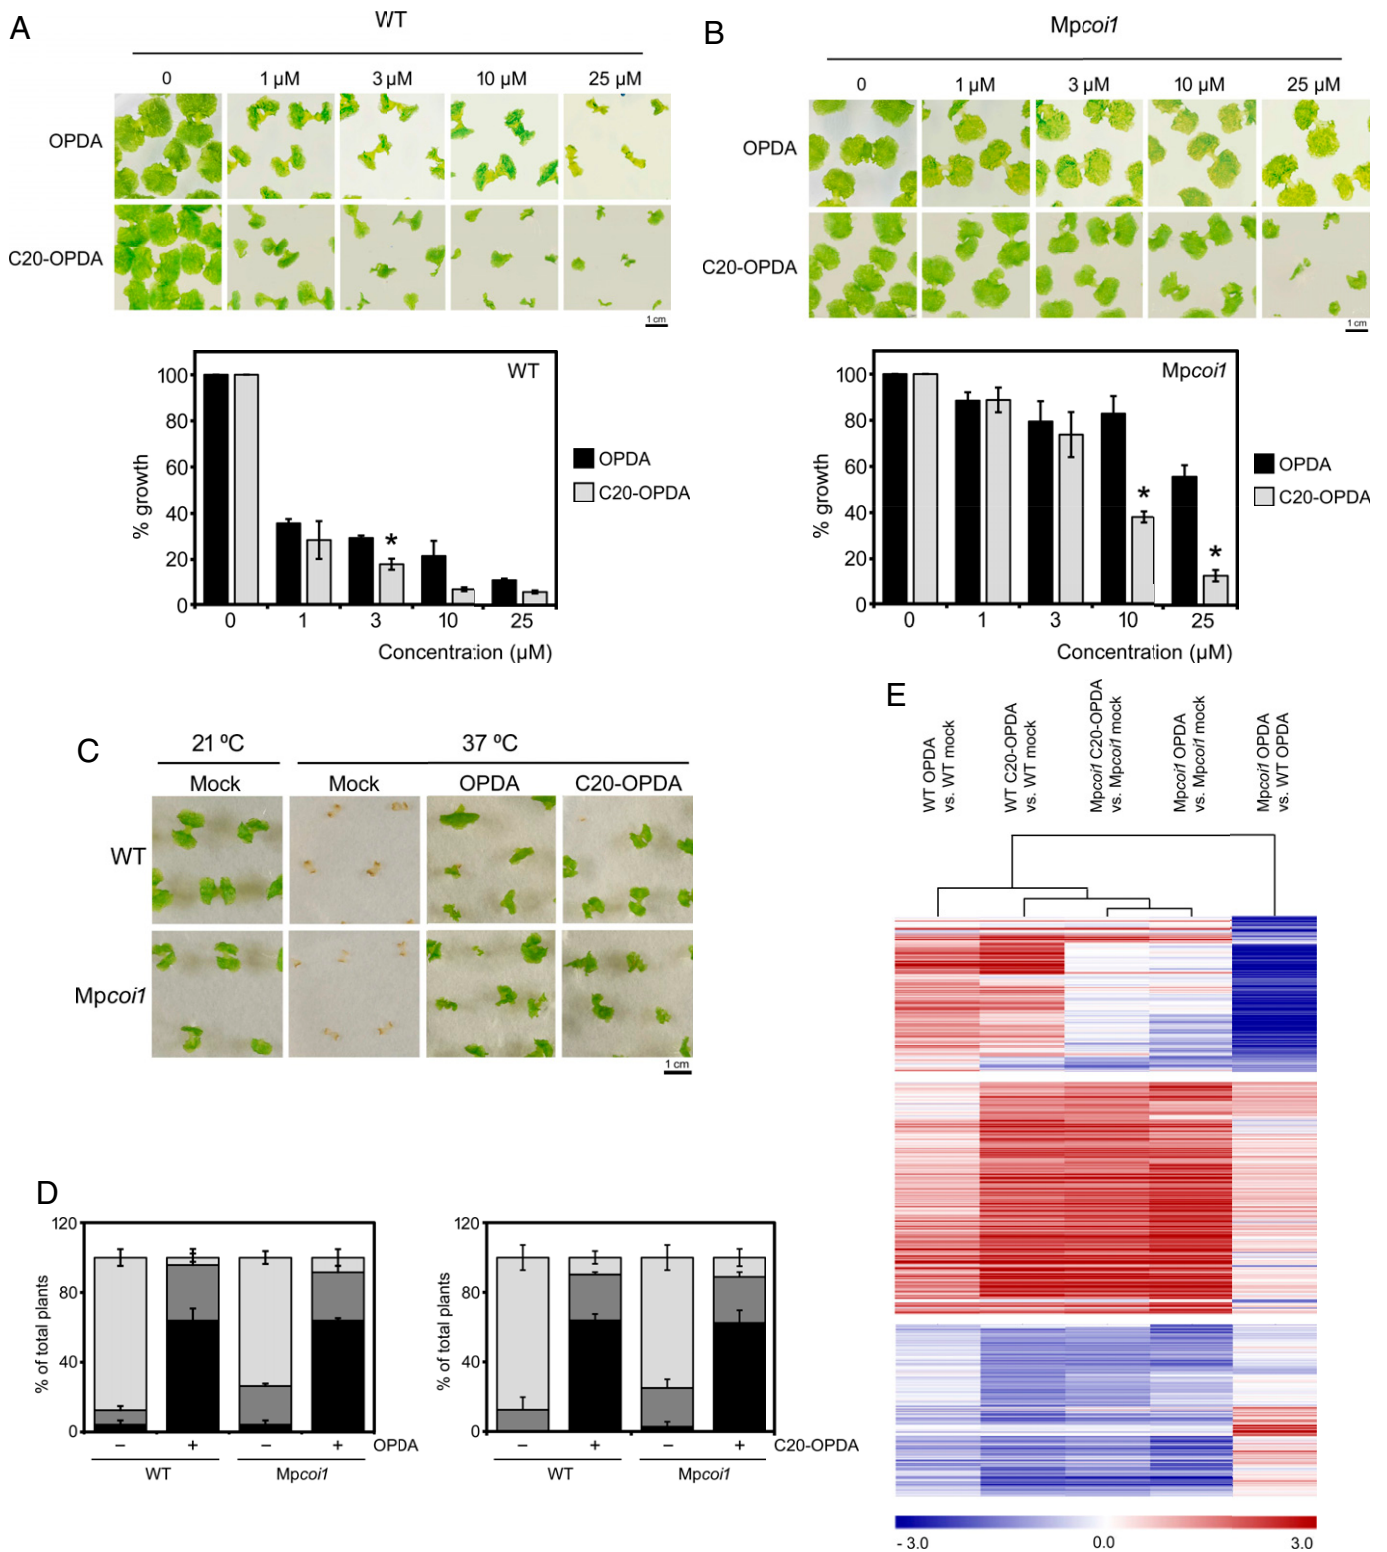 A
WT
0 1 µM 3 µM 10 µM 25 µM
OPDA
C20-OPDA
1 cm
WT
100
80
60
40
20
0
% growth
*
0 1 3 10 25
Concentration (µM)
OPDA
C20-OPDA
B
Mpcoi1
0 1 µM 3 µM 10 µM 25 µM
OPDA
C20-OPDA
1 cm
Mpcoi1
100
80
60
40
20
0
% growth
*
*
0 1 3 10 25
Concentration (µM)
OPDA
C20-OPDA
C
21 ºC 37 ºC
Mock Mock OPDA C20-OPDA
WT
Mpcoi1
1 cm
D
120
80
40
0
% of total plants
– + – + OPDA
WT Mpcoi1
120
80
40
0
% of total plants
– + – + C20-OPDA
WT Mpcoi1
E
WT OPDA
vs. WT mock
WT C20-OPDA
vs. WT mock
Mpcoi1 C20-OPDA
vs. Mpcoi1 mock
Mpcoi1 OPDA
vs. Mpcoi1 mock
Mpcoi1 OPDA
vs. WT OPDA
- 3.0 0.0 3.0